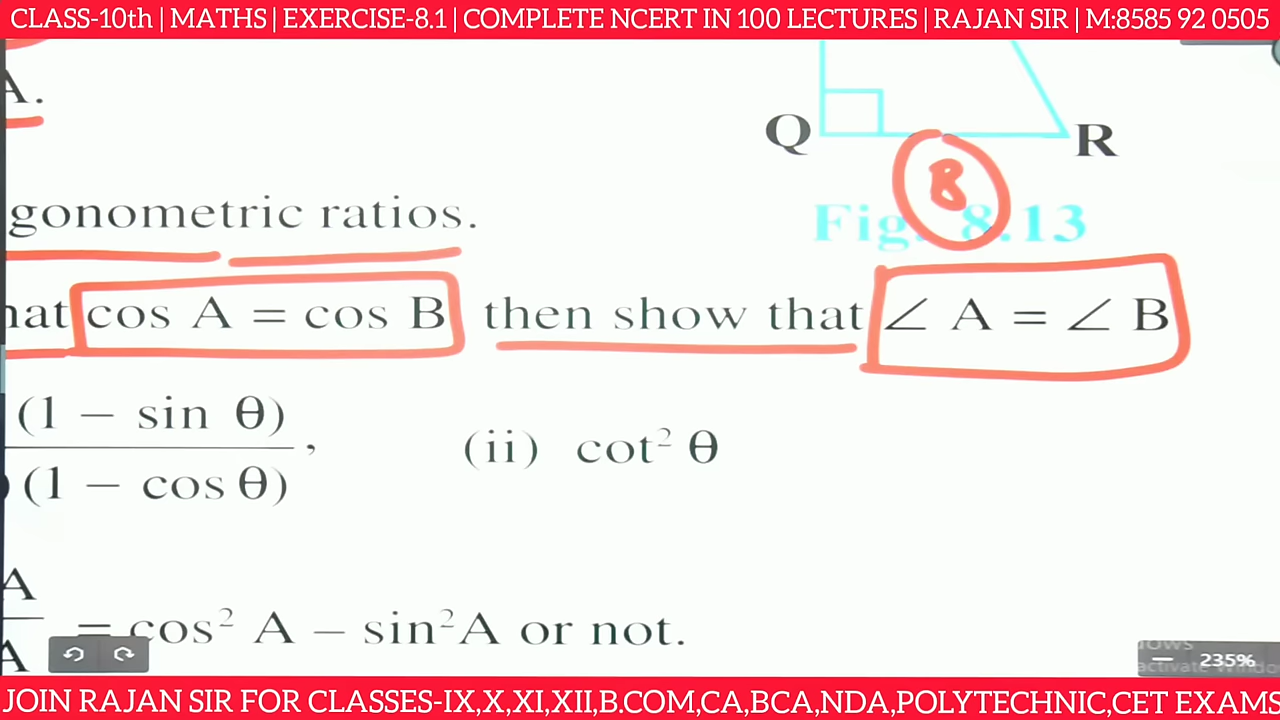 CLASS-10th | MATHS | EXERCISE-8.1 | COMPLETE NCERT IN 100 LECTURES | RAJAN SIR | M:8585 92 0505
A.
Q R
B
Fig. 8.13
gonometric ratios.
hat cos A = cos B then show that ∠ A = ∠ B
(1 – sin θ)
(1 – cos θ) , (ii) cot² θ
A
A = cos² A – sin² A or not.
235%
JOIN RAJAN SIR FOR CLASSES-IX,X,XI,XII,B.COM,CA,BCA,NDA,POLYTECHNIC,CET EXAMS